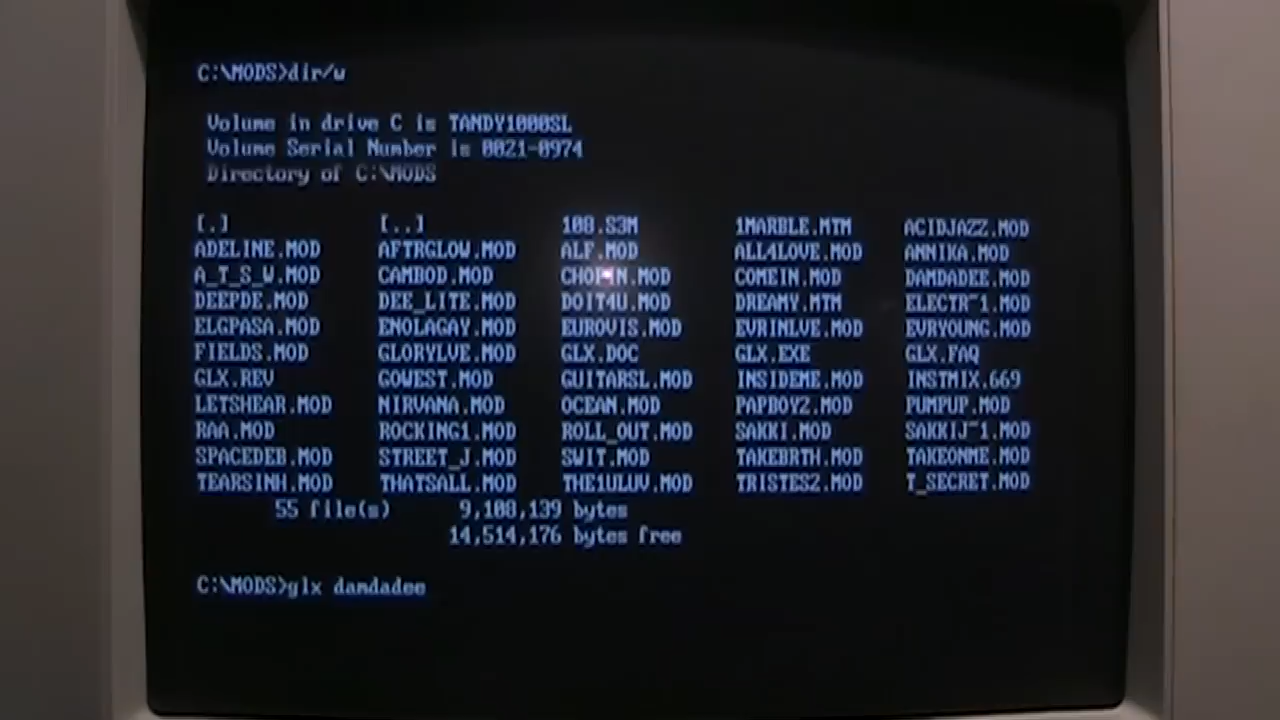 C:\MODS>dir/w
Volume in drive C is TANDY1000SL
Volume Serial Number is 0021-0974
Directory of C:\MODS
[.] [..] 108.S3M 1MARBLE.MTM ACIDJAZZ.MOD
ADELINE.MOD AFTRGLOW.MOD ALF.MOD ALL4LOVE.MOD ANNIKA.MOD
A_T_S_W.MOD CAMBOD.MOD CHOPIN.MOD COMEIN.MOD DAMDADEE.MOD
DEEPDE.MOD DEE_LITE.MOD DOIT4U.MOD DREAMY.MTM ELECTR~1.MOD
ELGPASA.MOD ENOLAGAY.MOD EUROVIS.MOD EVRINLVE.MOD EVRYOUNG.MOD
FIELDS.MOD GLORYLVE.MOD GLX.DOC GLX.EXE GLX.FAQ
GLX.REV GOWEST.MOD GUITARSL.MOD INSIDEME.MOD INSTMIX.669
LETSHEAR.MOD NIRVANA.MOD OCEAN.MOD PAPBOY2.MOD PUMPUP.MOD
RAA.MOD ROCKING1.MOD ROLL_OUT.MOD SAKKI.MOD SAKKIJ~1.MOD
SPACEDEB.MOD STREET_J.MOD SWIT.MOD TAKEBRTH.MOD TAKEONME.MOD
TEARSINH.MOD THATSALL.MOD THE1ULUV.MOD TRISTES2.MOD T_SECRET.MOD
55 file(s) 9,108,139 bytes
14,514,176 bytes free
C:\MODS>glx damdadee